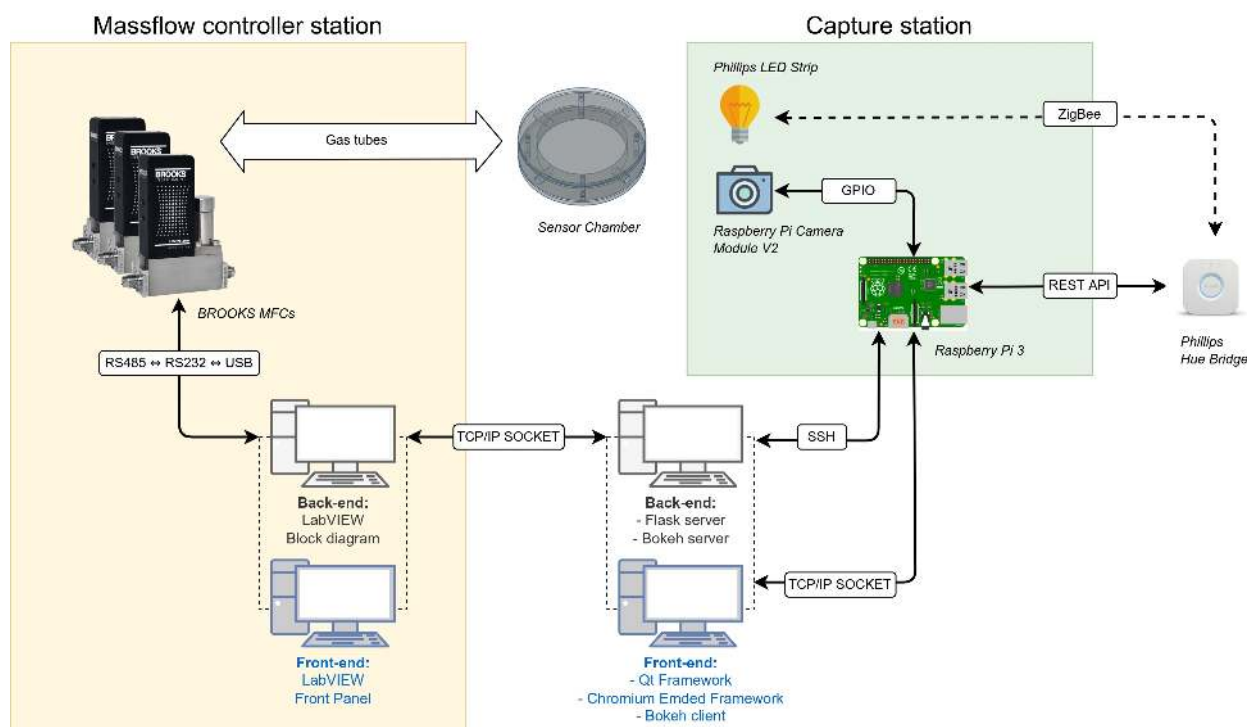 Massflow controller station
Capture station
Phillips LED Strip
ZigBee
Gas tubes
GPIO
BROOKS
BROOKS
BROOKS
Sensor Chamber
Raspberry Pi Camera
Module V2
REST API
BROOKS MFCs
Raspberry Pi 3
Phillips
Hue Bridge
RS485 ↔ RS232 ↔ USB
TCP/IP SOCKET
SSH
Back-end:
LabVIEW
Block diagram
Back-end:
- Flask server
- Bokeh server
TCP/IP SOCKET
Front-end:
LabVIEW
Front Panel
Front-end:
- Qt Framework
- Chromium Emded Framework
- Bokeh client